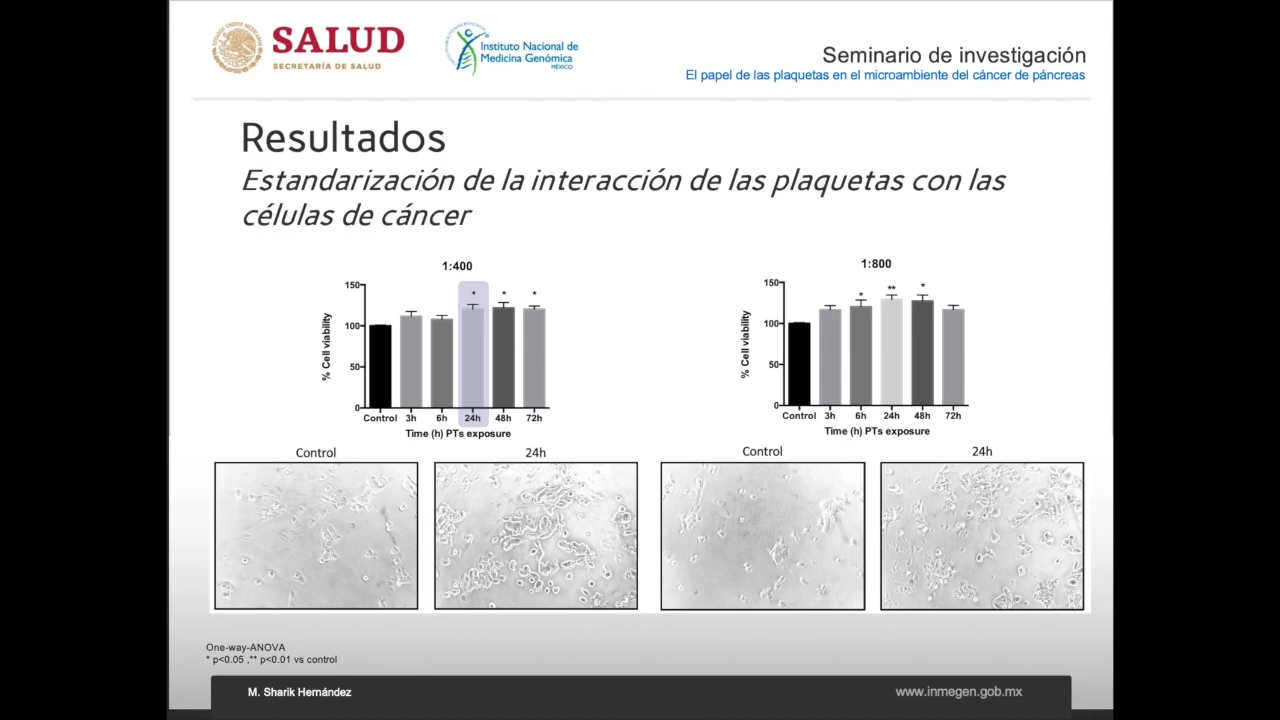 SALUD
SECRETARÍA DE SALUD
Instituto Nacional de
Medicina Genómica
MÉXICO
Seminario de investigación
El papel de las plaquetas en el microambiente del cáncer de páncreas
Resultados
Estandarización de la interacción de las plaquetas con las
células de cáncer
1:400
% Cell viability
150
100
50
0
* * *
Control 3h 6h 24h 48h 72h
Time (h) PTs exposure
1:800
% Cell viability
150
100
50
0
* ** *
Control 3h 6h 24h 48h 72h
Time (h) PTs exposure
Control 24h Control 24h
One-way-ANOVA
* p<0.05 ,** p<0.01 vs control
M. Sharik Hernández
www.inmegen.gob.mx